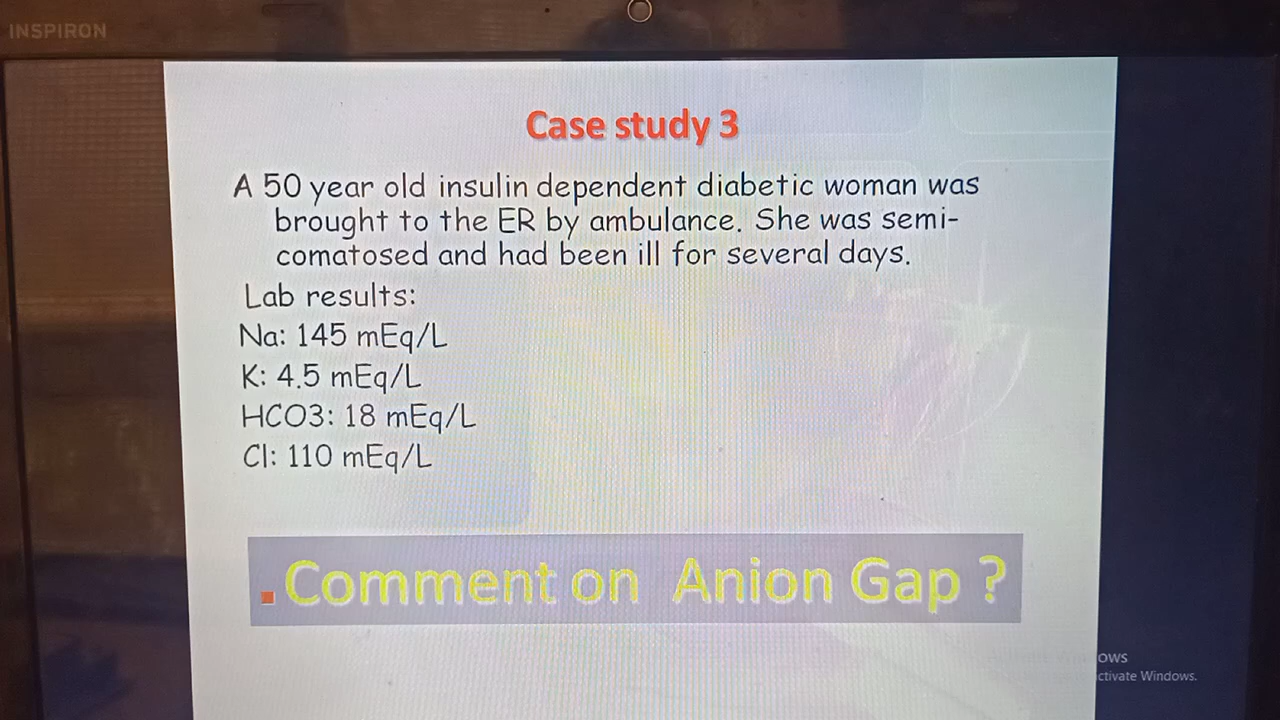 INSPIRON
Case study 3
A 50 year old insulin dependent diabetic woman was
brought to the ER by ambulance. She was semi-
comatosed and had been ill for several days.
Lab results:
Na: 145 mEq/L
K: 4.5 mEq/L
HCO3: 18 mEq/L
Cl: 110 mEq/L
Comment on Anion Gap ?
Activate Windows.